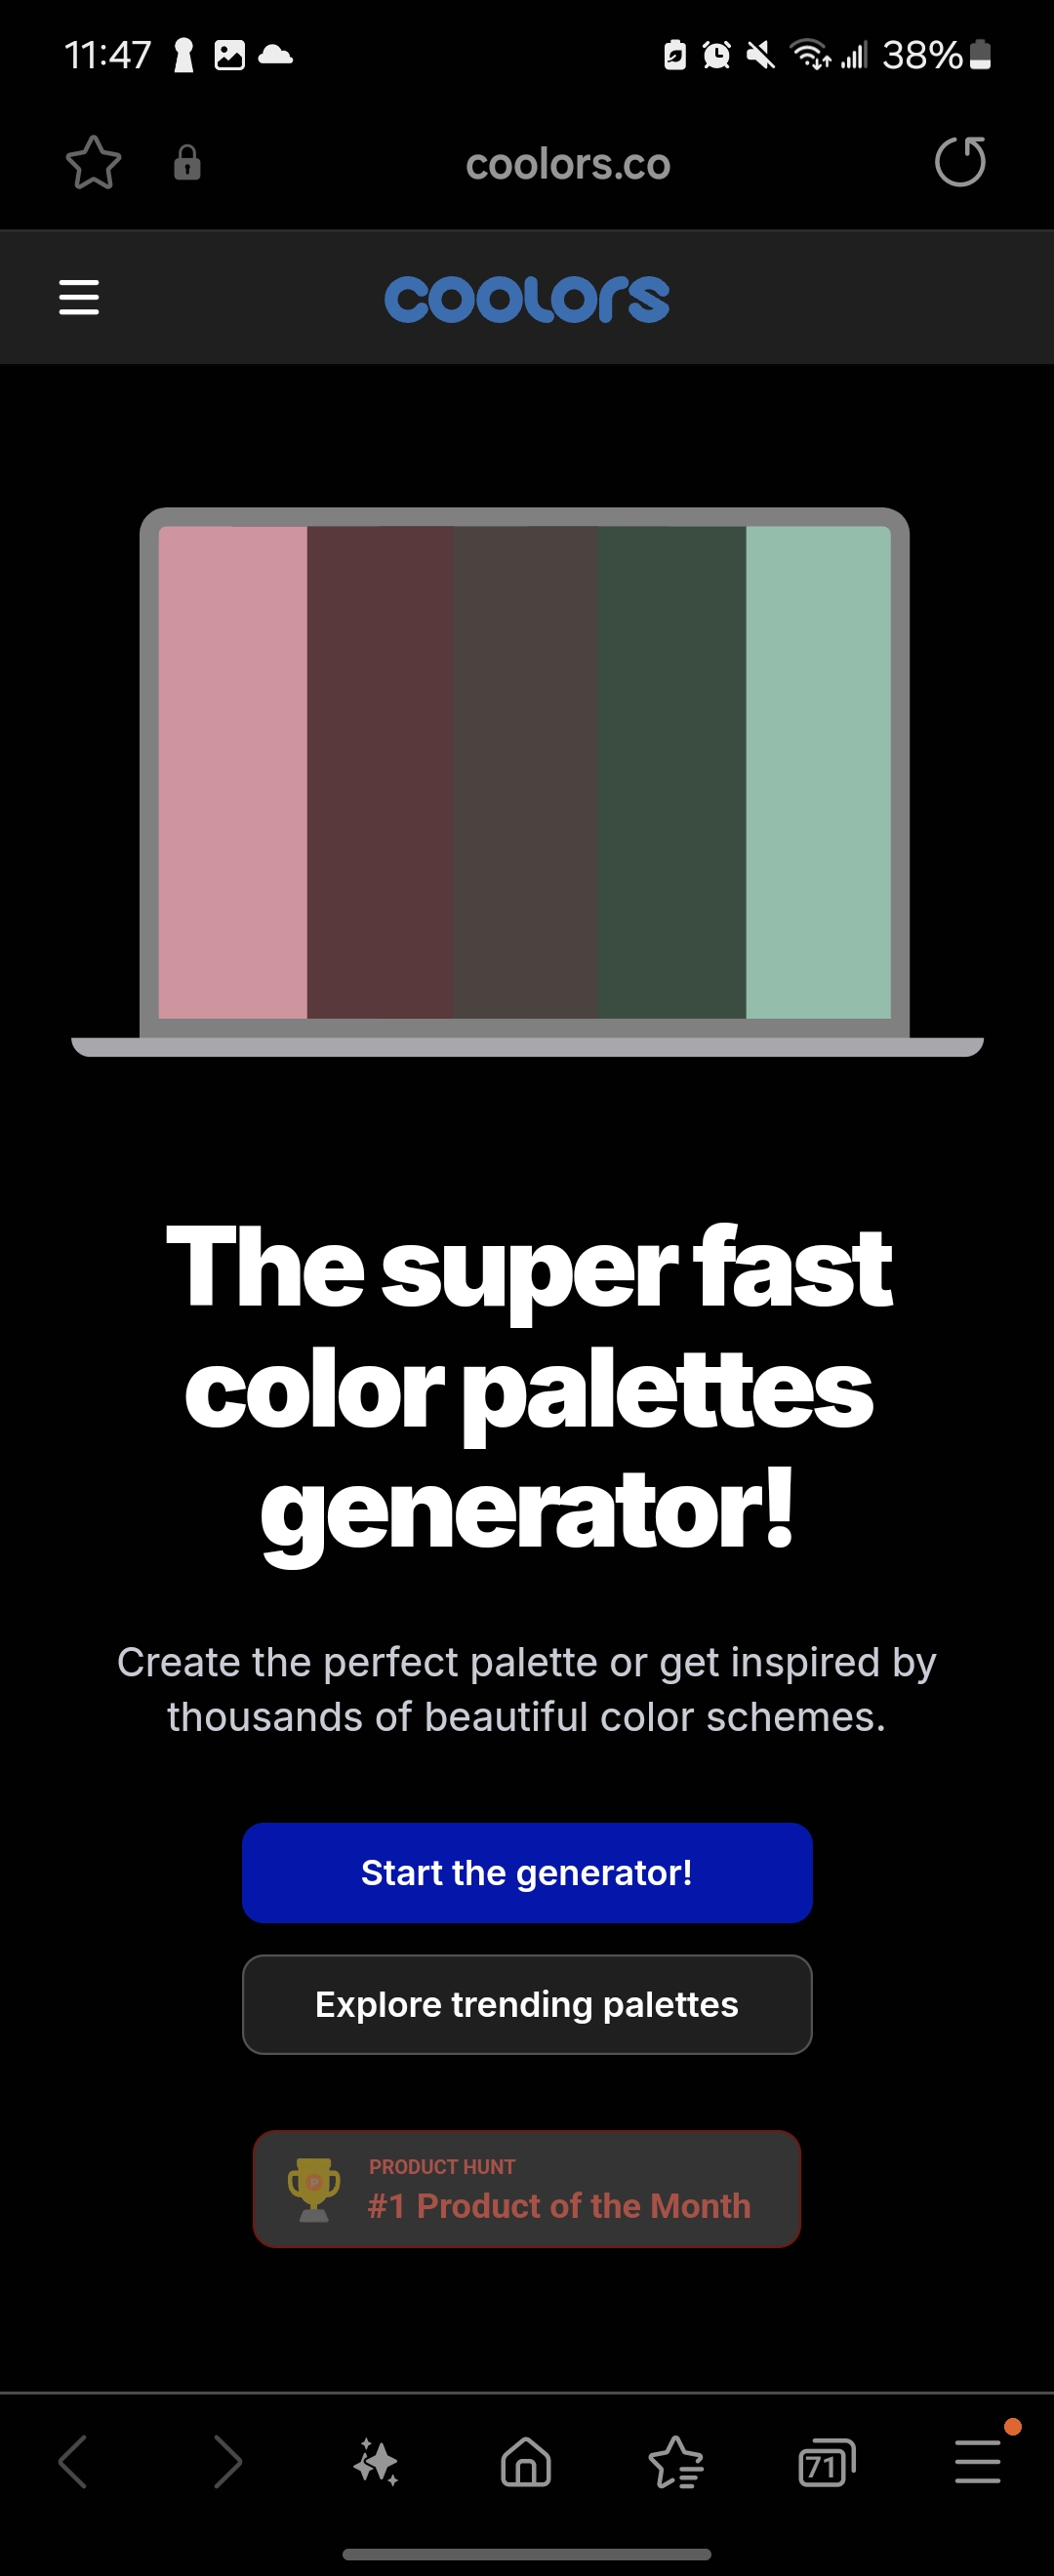 11:47 38%
coolors.co
coolors
The super fast
color palettes
generator!
Create the perfect palette or get inspired by
thousands of beautiful color schemes.
Start the generator!
Explore trending palettes
P
PRODUCT HUNT
#1 Product of the Month
71